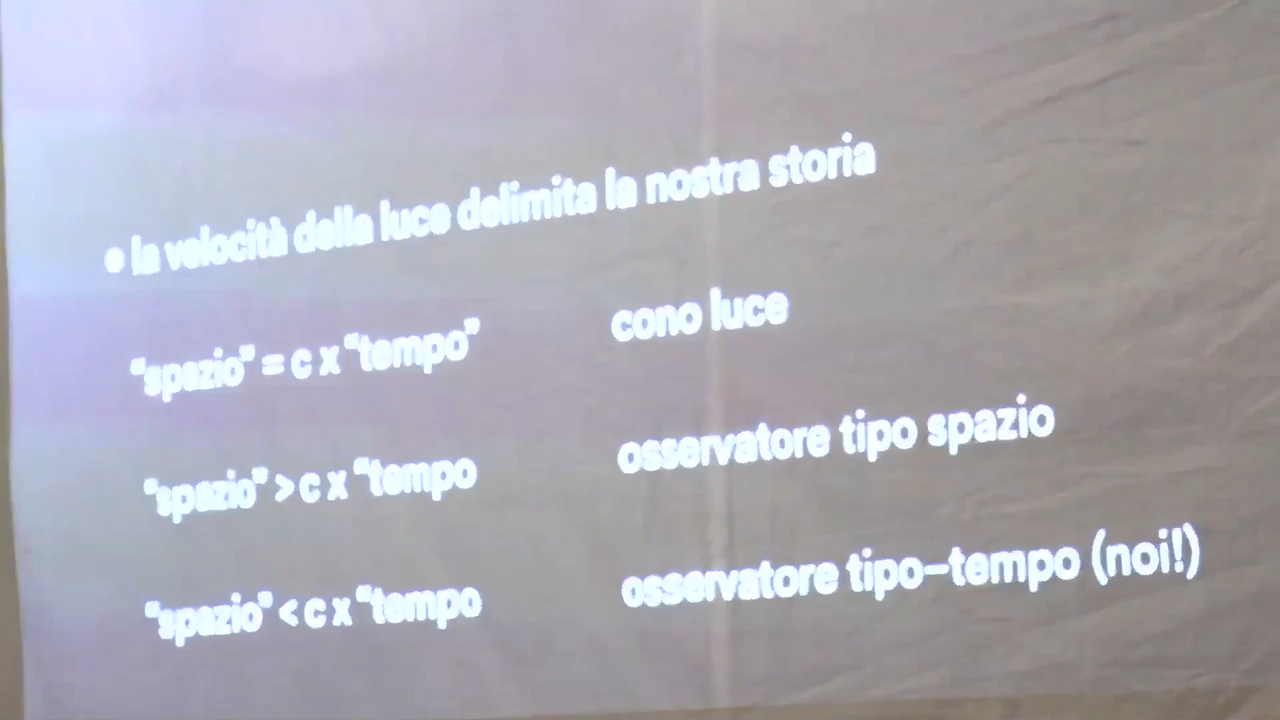 • la velocità della luce delimita la nostra storia
“spazio” = c x “tempo” cono luce
“spazio” > c x “tempo osservatore tipo spazio
“spazio” < c x “tempo osservatore tipo-tempo (noi!)